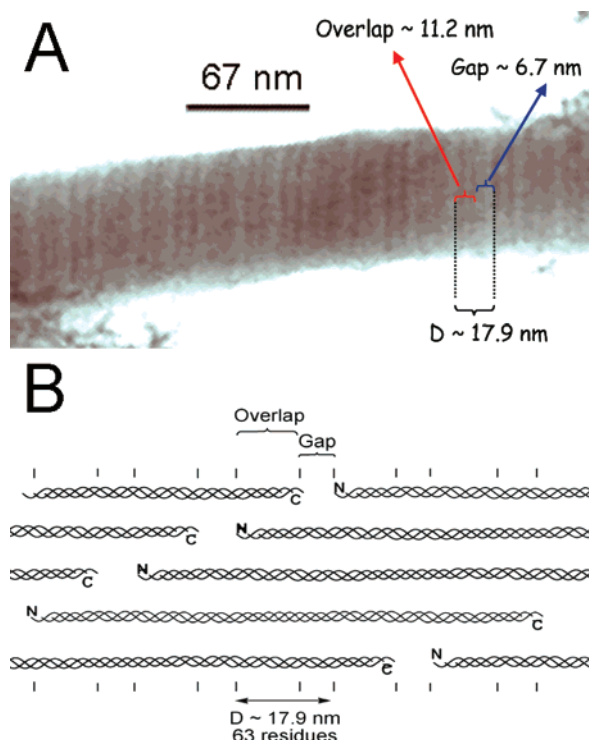 A
Overlap ~ 11.2 nm
Gap ~ 6.7 nm
67 nm
D ~ 17.9 nm
B
Overlap
Gap
C N
C N
C N
N C
C N
D ~ 17.9 nm
63 residues